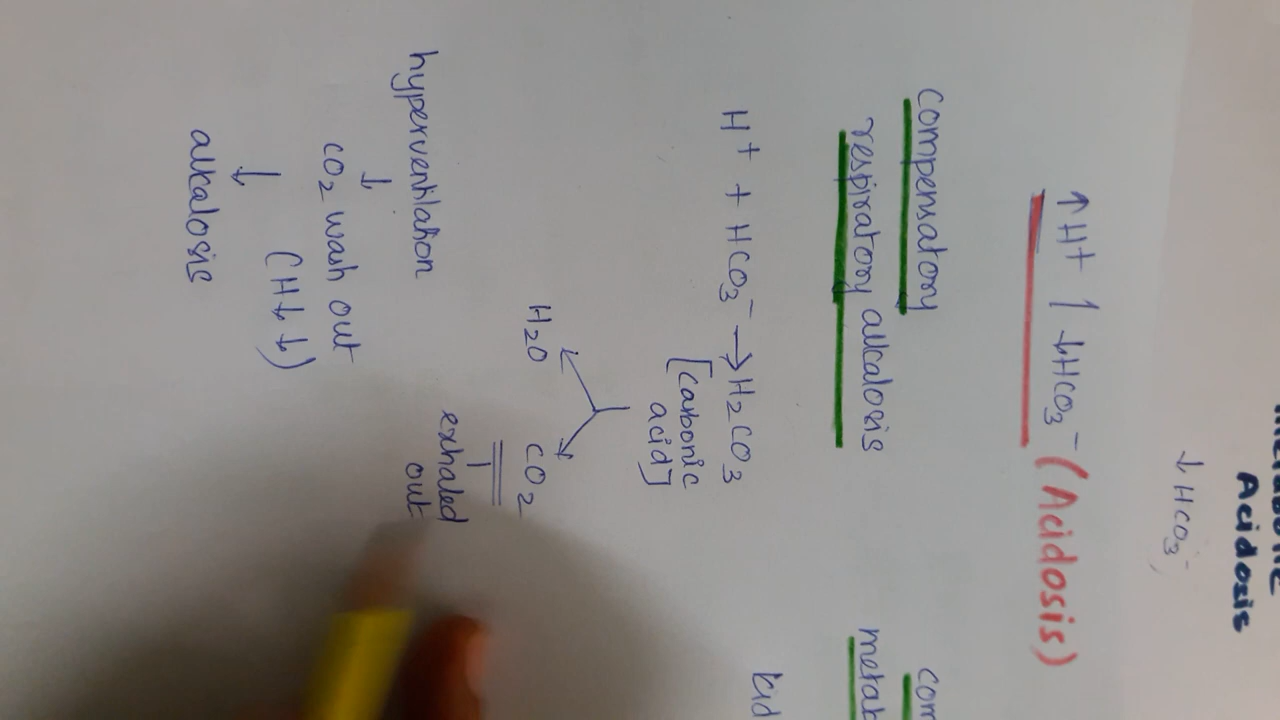 Acidosis
↓HCO3-,
↑H+ / ↓HCO3- (Acidosis)
compensatory
respiratory alkalosis
H+ + HCO3- → H2CO3
[carbonic
acid]
H2O CO2
exhaled
out
hyperventilation
↓
CO2 wash out
↓ (H↓↓)
alkalosis
com
metab
kid